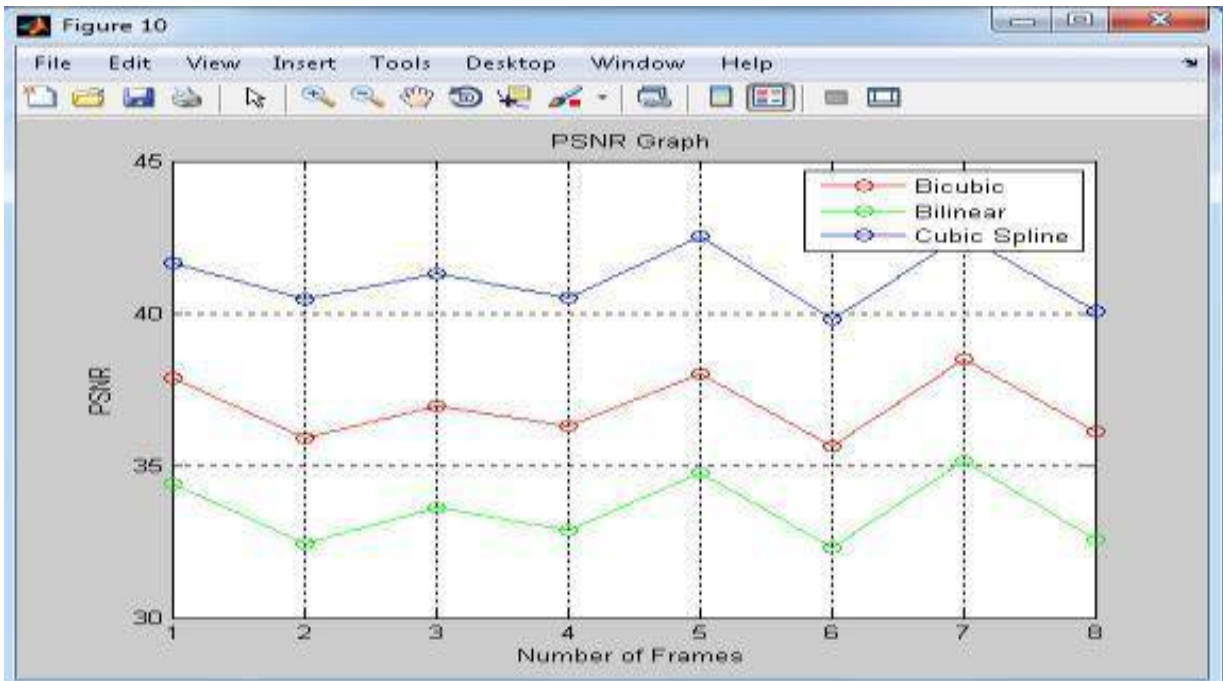 Figure 10
File Edit View Insert Tools Desktop Window Help
PSNR Graph
45
40
35
30
PSNR
Bicubic
Bilinear
Cubic Spline
1 2 3 4 5 6 7 8
Number of Frames